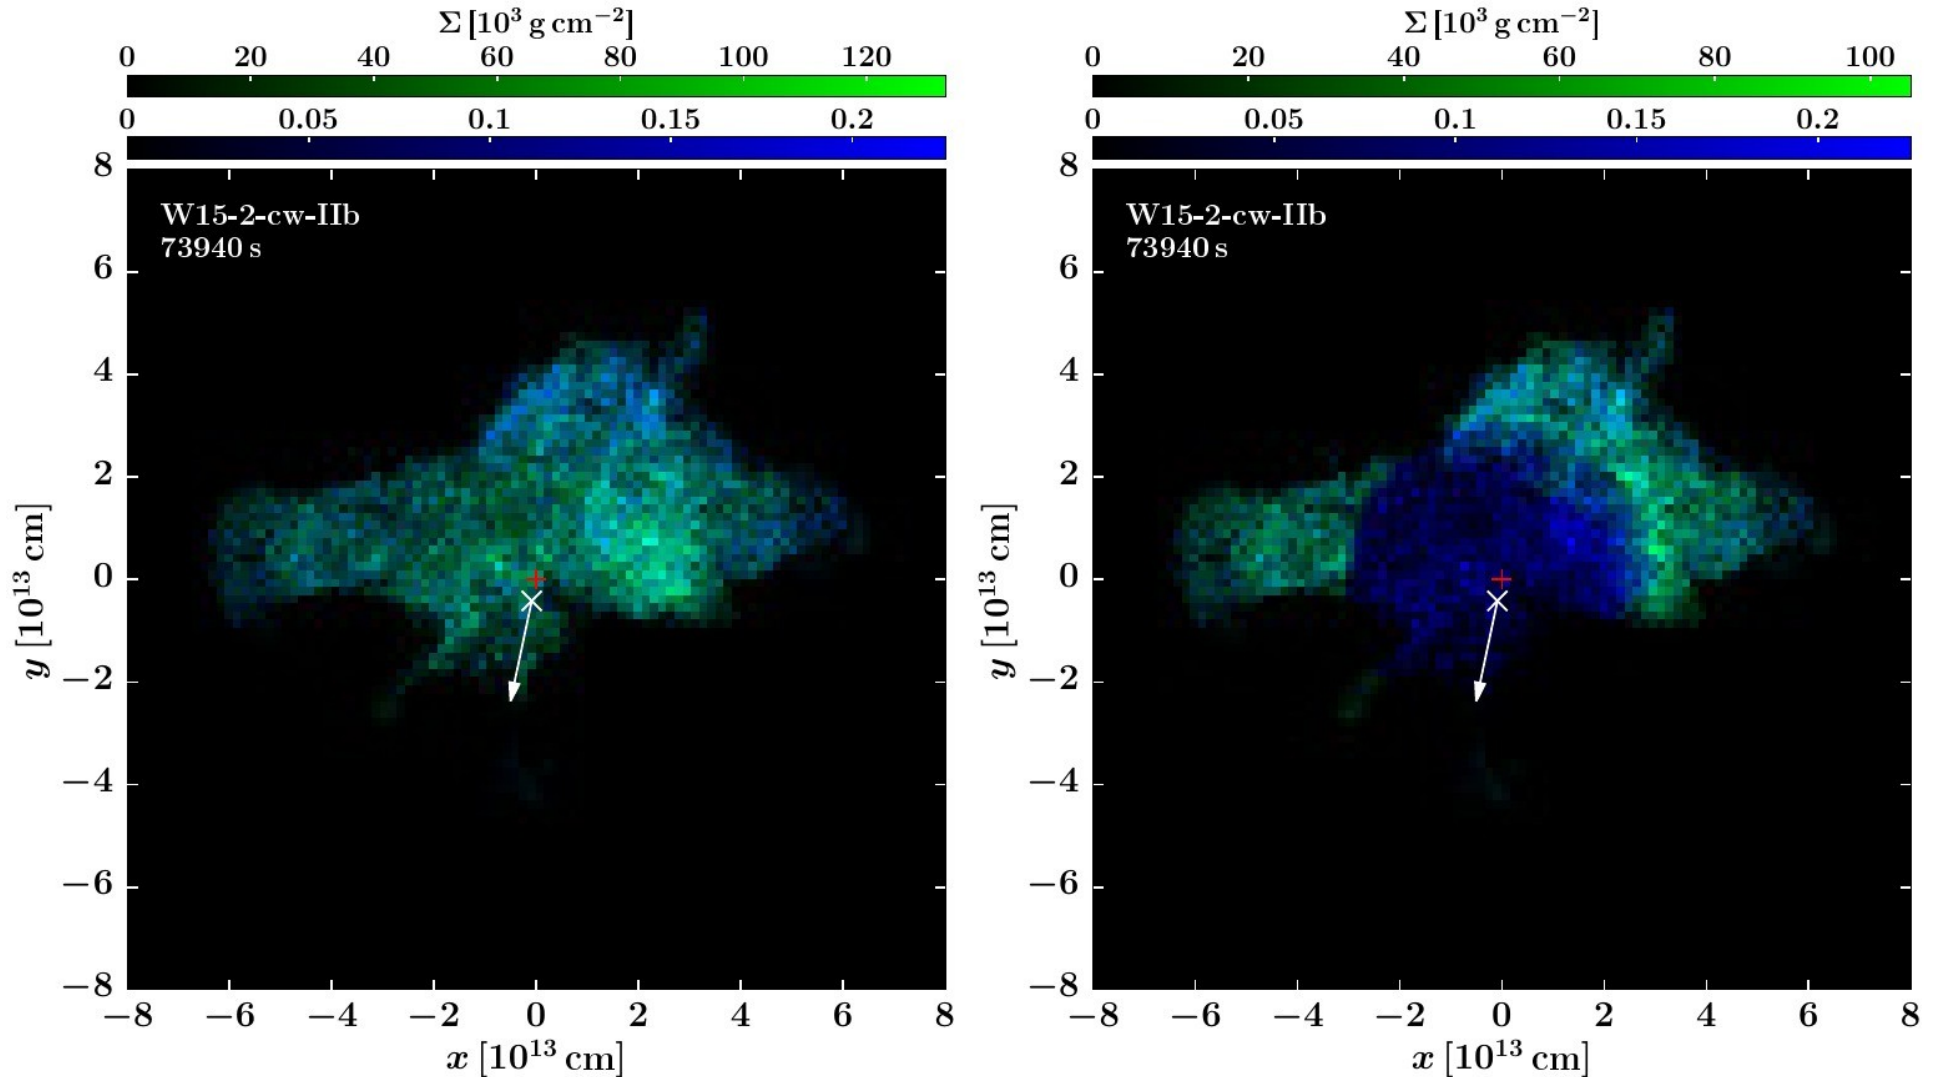 Σ [10³ g cm⁻²]
0 20 40 60 80 100 120
0 0.05 0.1 0.15 0.2
W15-2-cw-IIb
73940 s
8
6
4
2
0
−2
−4
−6
−8
y [10¹³ cm]
−8 −6 −4 −2 0 2 4 6 8
x [10¹³ cm]
Σ [10³ g cm⁻²]
0 20 40 60 80 100
0 0.05 0.1 0.15 0.2
W15-2-cw-IIb
73940 s
8
6
4
2
0
−2
−4
−6
−8
y [10¹³ cm]
−8 −6 −4 −2 0 2 4 6 8
x [10¹³ cm]